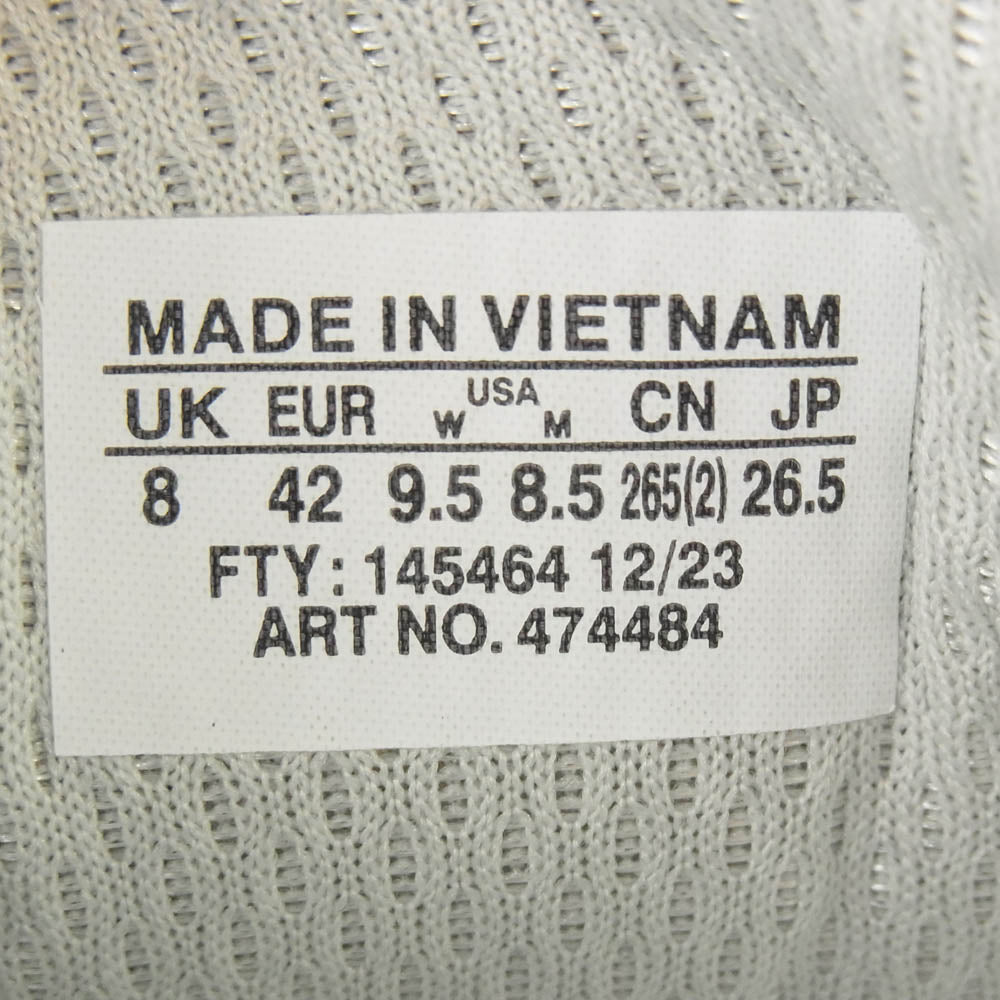 MADE IN VIETNAM
UK EUR W USA M CN JP
8 42 9.5 8.5 265(2) 26.5
FTY: 145464 12/23
ART NO. 474484